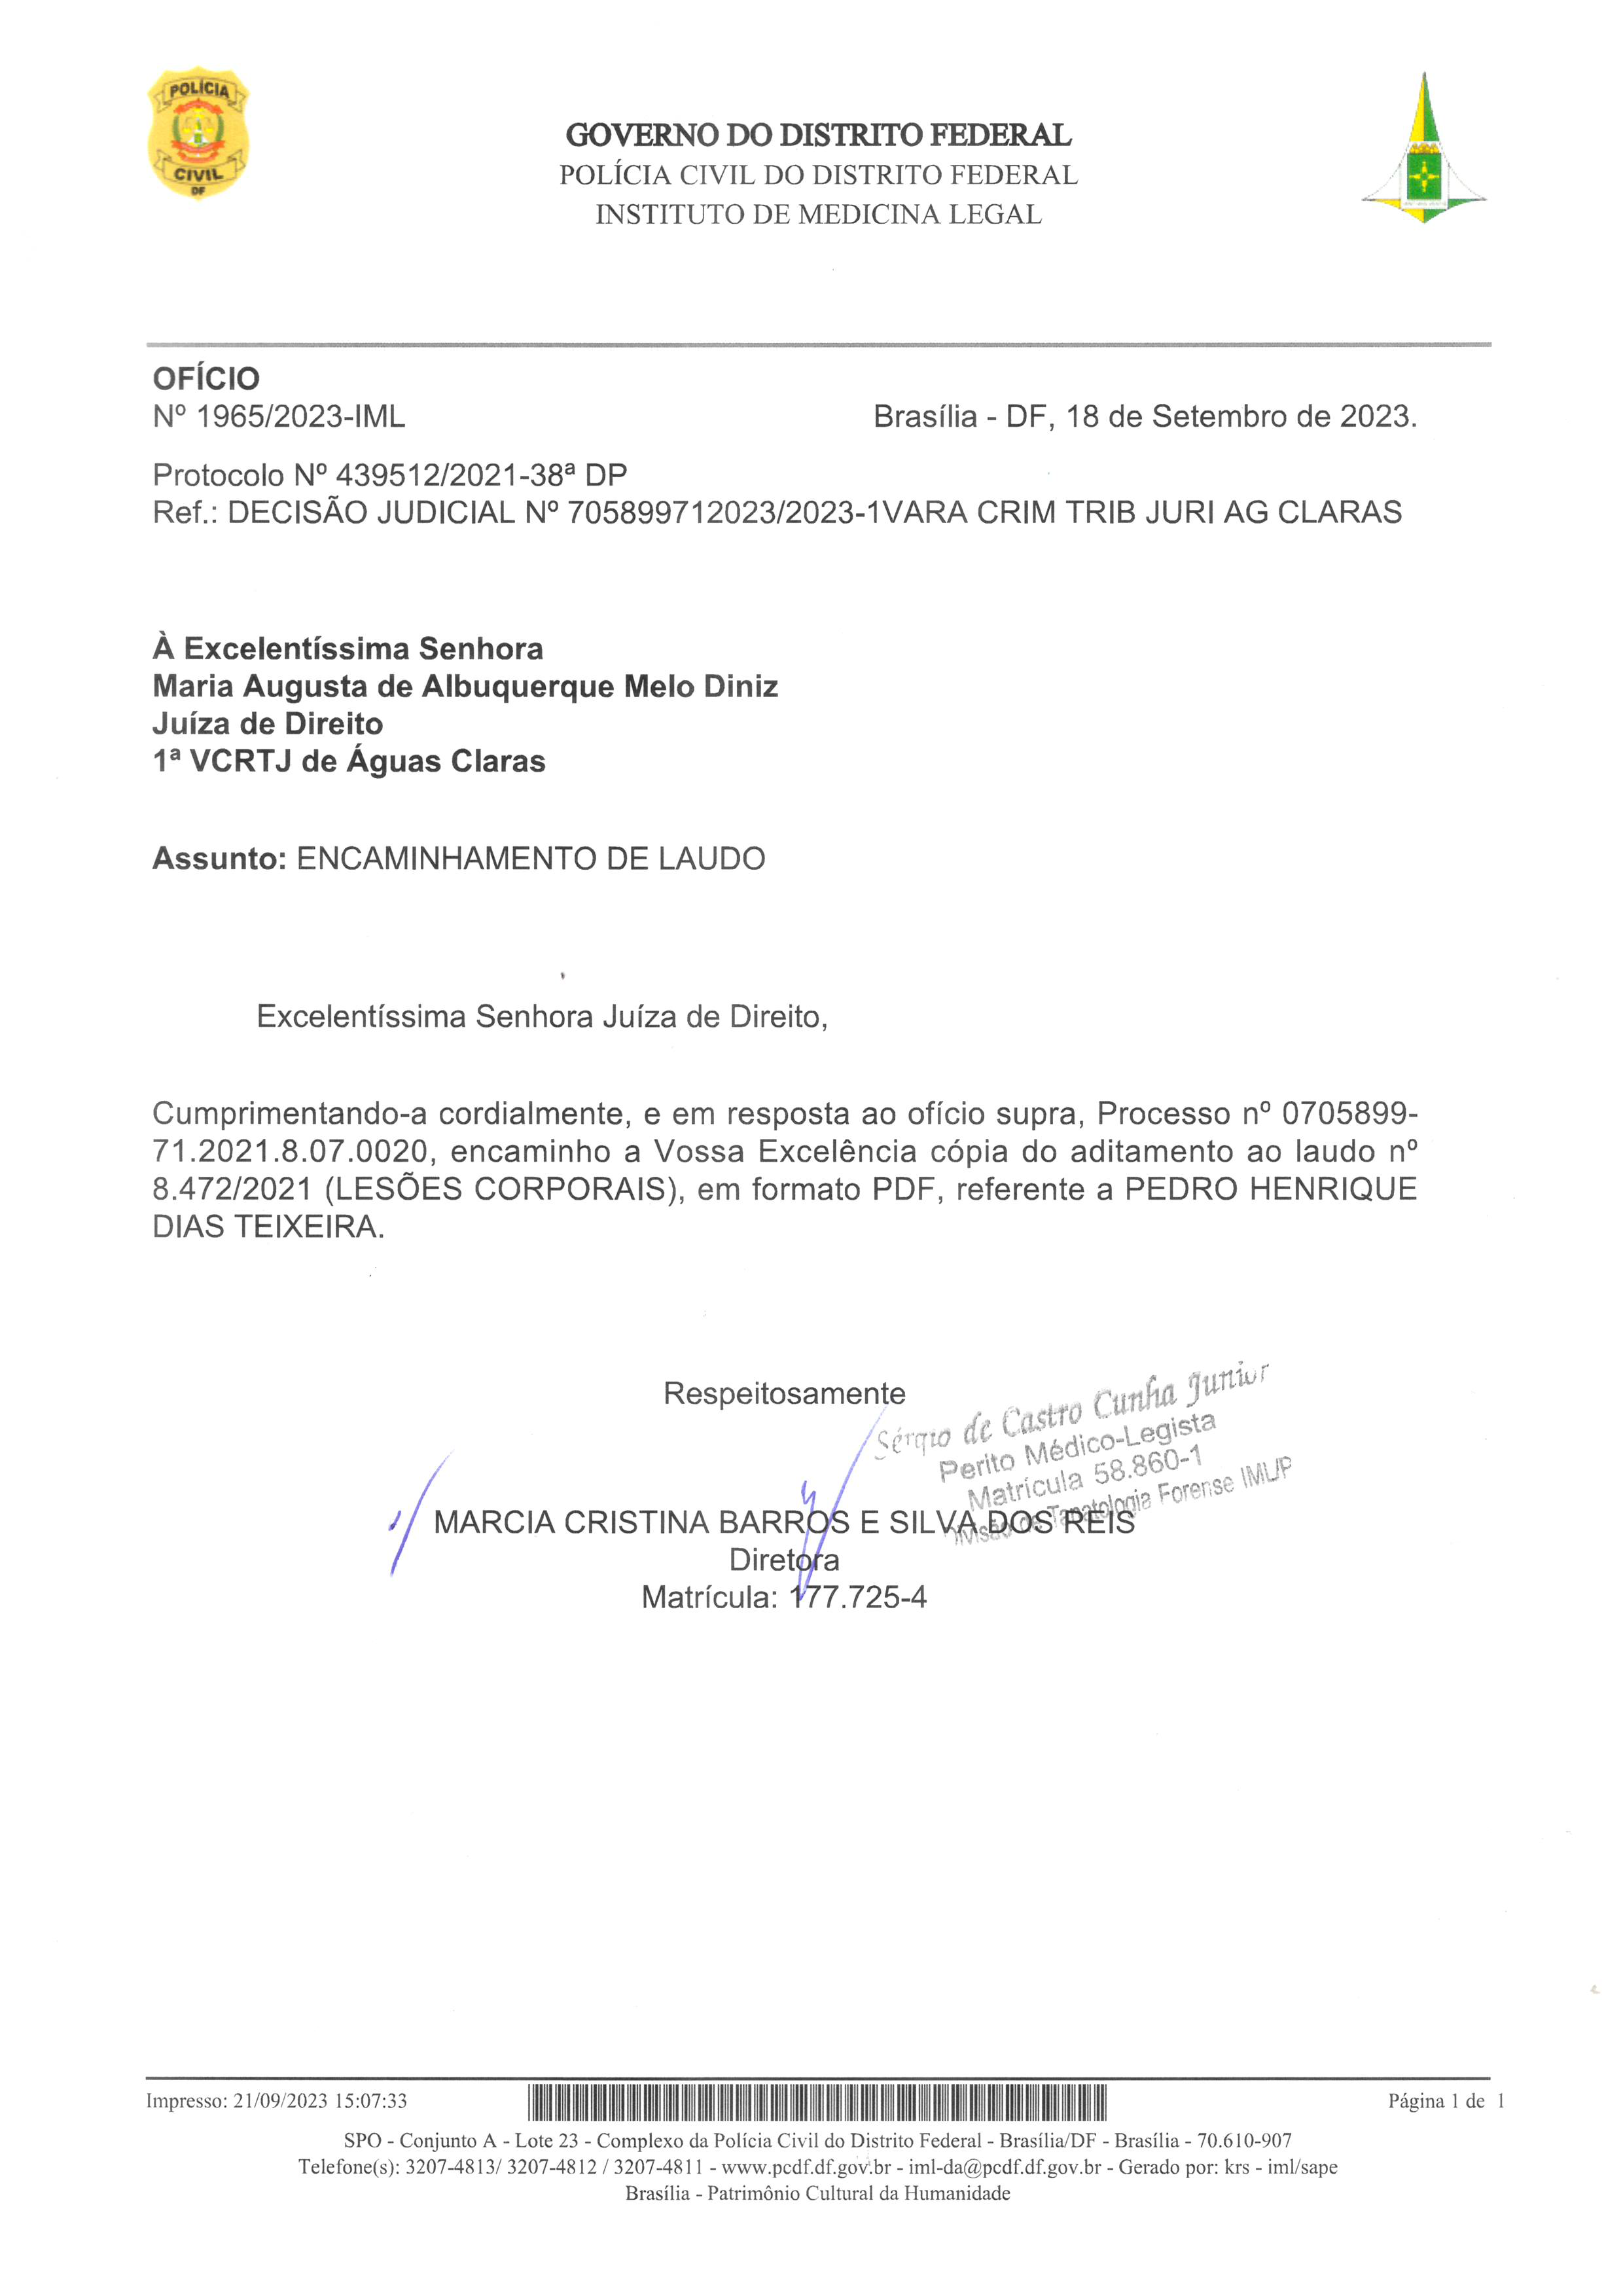 POLÍCIA
CIVIL
DF
GOVERNO DO DISTRITO FEDERAL
POLÍCIA CIVIL DO DISTRITO FEDERAL
INSTITUTO DE MEDICINA LEGAL
OFÍCIO
Nº 1965/2023-IML Brasília - DF, 18 de Setembro de 2023.
Protocolo Nº 439512/2021-38ª DP
Ref.: DECISÃO JUDICIAL Nº 705899712023/2023-1VARA CRIM TRIB JURI AG CLARAS
À Excelentíssima Senhora
Maria Augusta de Albuquerque Melo Diniz
Juíza de Direito
1ª VCRTJ de Águas Claras
Assunto: ENCAMINHAMENTO DE LAUDO
Excelentíssima Senhora Juíza de Direito,
Cumprimentando-a cordialmente, e em resposta ao ofício supra, Processo nº 0705899-
71.2021.8.07.0020, encaminho a Vossa Excelência cópia do aditamento ao laudo nº
8.472/2021 (LESÕES CORPORAIS), em formato PDF, referente a PEDRO HENRIQUE
DIAS TEIXEIRA.
Respeitosamente
Sérgio de Castro Cunha Junior
Perito Médico-Legista
Matrícula 58.860-1
Divisão de Tanatologia Forense IMLP
MARCIA CRISTINA BARROS E SILVA DOS REIS
Diretora
Matrícula: 177.725-4
Impresso: 21/09/2023 15:07:33 Página 1 de 1
SPO - Conjunto A - Lote 23 - Complexo da Polícia Civil do Distrito Federal - Brasília/DF - Brasília - 70.610-907
Telefone(s): 3207-4813/ 3207-4812 / 3207-4811 - www.pcdf.df.gov.br - iml-da@pcdf.df.gov.br - Gerado por: krs - iml/sape
Brasília - Patrimônio Cultural da Humanidade